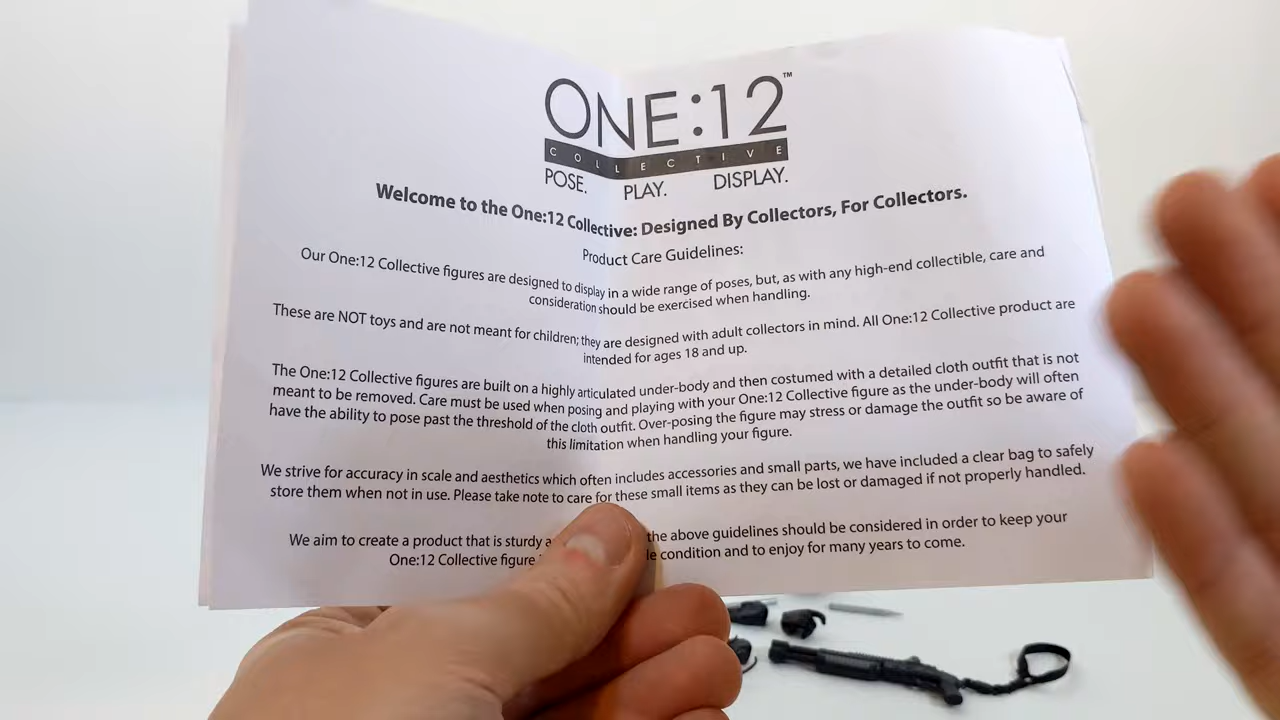 ONE:12™
COLLECTIVE
POSE. PLAY. DISPLAY.
Welcome to the One:12 Collective: Designed By Collectors, For Collectors.
Product Care Guidelines:
Our One:12 Collective figures are designed to display in a wide range of poses, but, as with any high-end collectible, care and
consideration should be exercised when handling.
These are NOT toys and are not meant for children; they are designed with adult collectors in mind. All One:12 Collective product are
intended for ages 18 and up.
The One:12 Collective figures are built on a highly articulated under-body and then costumed with a detailed cloth outfit that is not
meant to be removed. Care must be used when posing and playing with your One:12 Collective figure as the under-body will often
have the ability to pose past the threshold of the cloth outfit. Over-posing the figure may stress or damage the outfit so be aware of
this limitation when handling your figure.
We strive for accuracy in scale and aesthetics which often includes accessories and small parts, we have included a clear bag to safely
store them when not in use. Please take note to care for these small items as they can be lost or damaged if not properly handled.
We aim to create a product that is sturdy the above guidelines should be considered in order to keep your
One:12 Collective figure condition and to enjoy for many years to come.